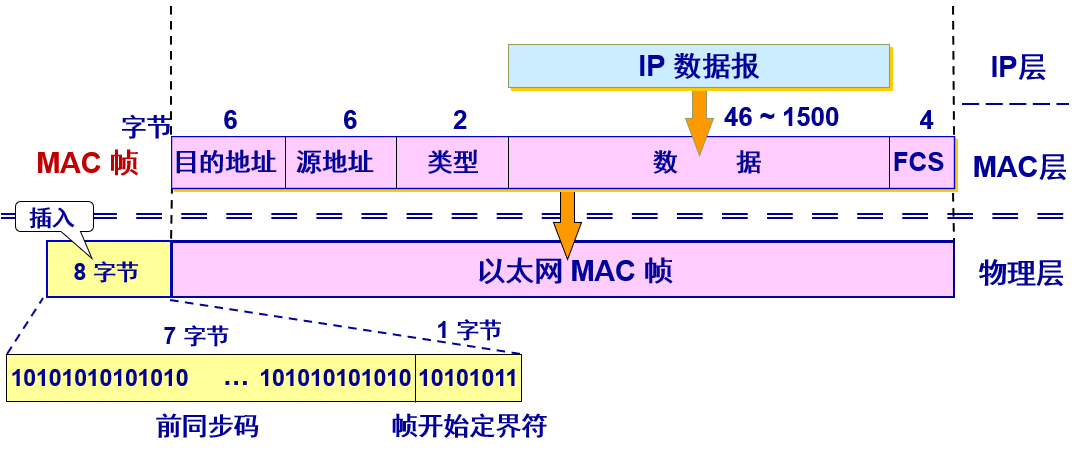 IP 数据报
IP层
字节
6
6
2
46 ~ 1500
4
MAC 帧
目的地址
源地址
类型
数 据
FCS
MAC层
插入
8 字节
以太网 MAC 帧
物理层
7 字节
1 字节
10101010101010 … 101010101010
10101011
前同步码
帧开始定界符